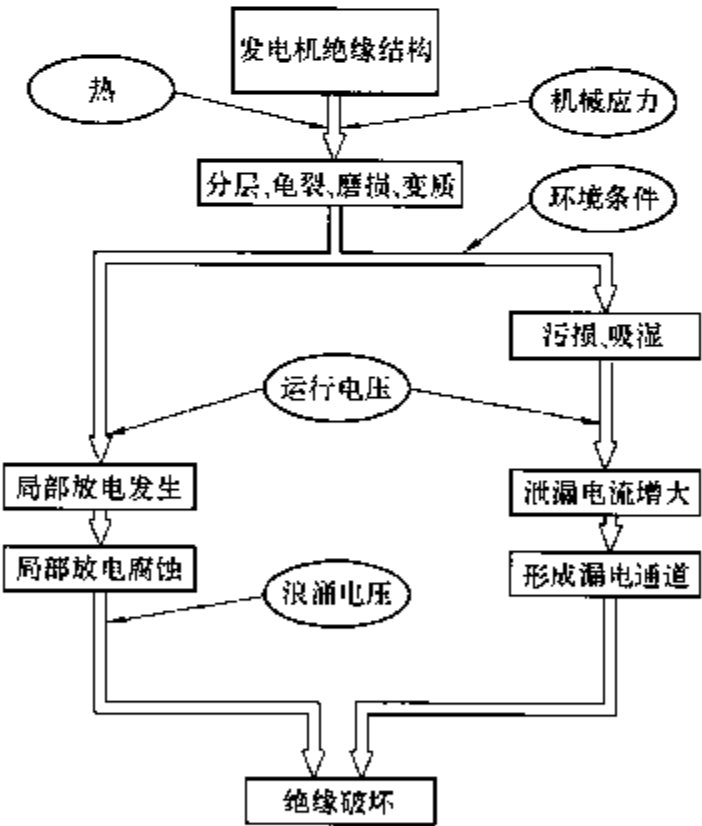 发电机绝缘结构
热
机械应力
分层、龟裂、磨损、变质
环境条件
污损、吸湿
运行电压
局部放电发生
泄漏电流增大
局部放电腐蚀
形成漏电通道
浪涌电压
绝缘破坏